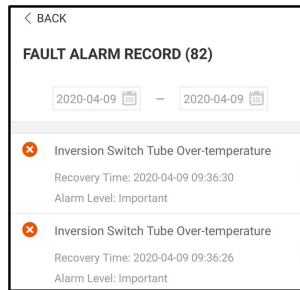 < BACK
FAULT ALARM RECORD (82)
2020-04-09 – 2020-04-09
Inversion Switch Tube Over-temperature
Recovery Time: 2020-04-09 09:36:30
Alarm Level: Important
Inversion Switch Tube Over-temperature
Recovery Time: 2020-04-09 09:36:26
Alarm Level: Important